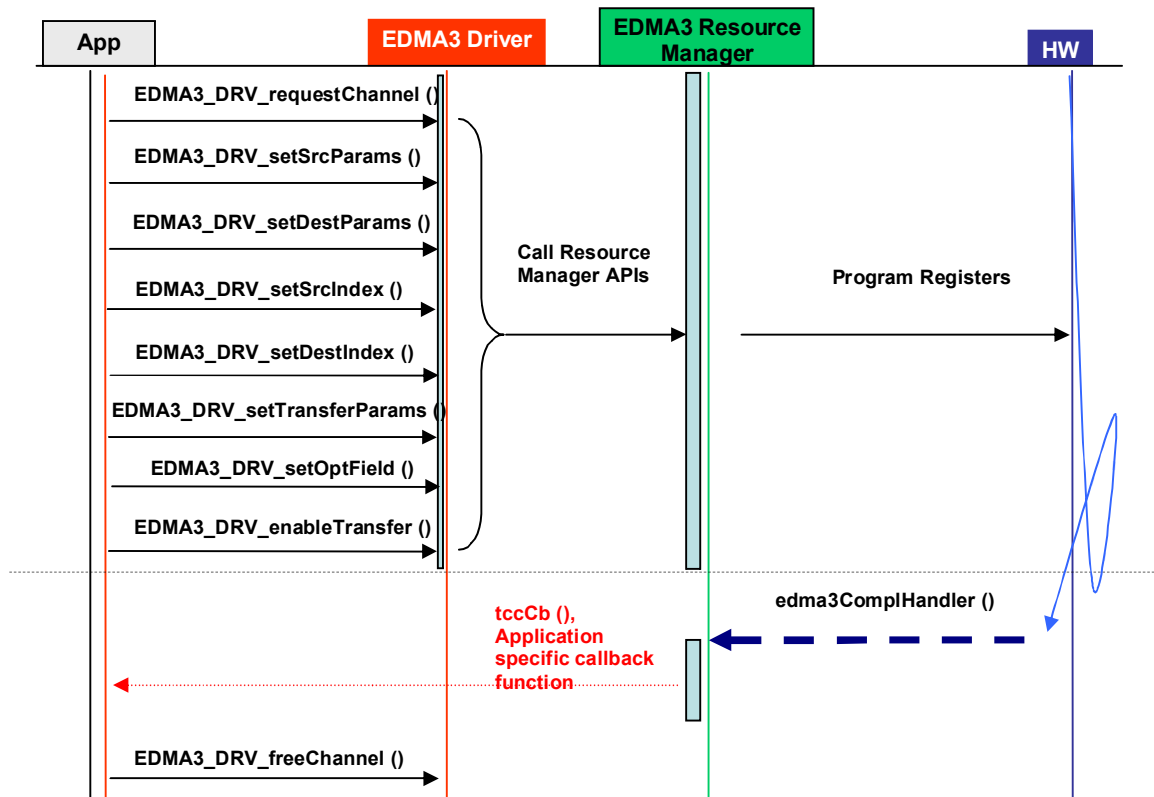 App
EDMA3 Driver
EDMA3 Resource
Manager
HW
EDMA3_DRV_requestChannel ()
EDMA3_DRV_setSrcParams ()
EDMA3_DRV_setDestParams ()
EDMA3_DRV_setSrcIndex ()
EDMA3_DRV_setDestIndex ()
EDMA3_DRV_setTransferParams ()
EDMA3_DRV_setOptField ()
EDMA3_DRV_enableTransfer ()
Call Resource
Manager APIs
Program Registers
edma3ComplHandler ()
tccCb (),
Application
specific callback
function
EDMA3_DRV_freeChannel ()